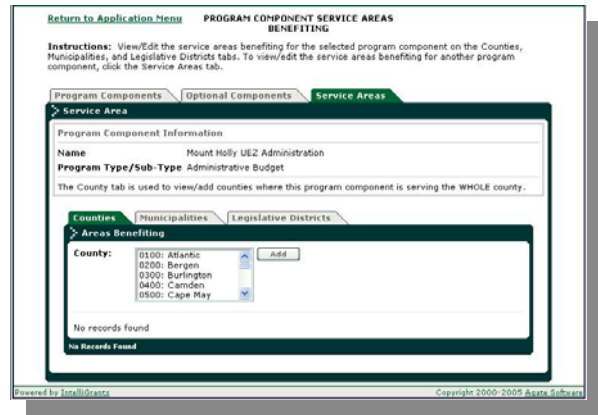 Return to Application Menu PROGRAM COMPONENT SERVICE AREAS
BENEFITING
Instructions: View/Edit the service areas benefiting for the selected program component on the Counties,
Municipalities, and Legislative Districts tabs. To view/edit the service areas benefiting for another program
component, click the Service Areas tab.
Program Components Optional Components Service Areas
Service Area
Program Component Information
Name Mount Holly UEZ Administration
Program Type/Sub-Type Administrative Budget
The County tab is used to view/add counties where this program component is serving the WHOLE county.
Counties Municipalities Legislative Districts
Areas Benefiting
County: 0100: Atlantic Add
0200: Bergen
0300: Burlington
0400: Camden
0500: Cape May
No records found
No Records Found
Powered by IntelliGrants Copyright 2000-2005 Agate Software